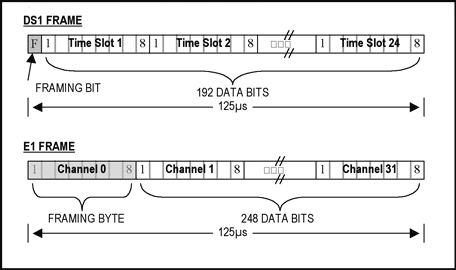 DS1 FRAME
F 1 Time Slot 1 8 1 Time Slot 2 8 □□□ 1 Time Slot 24 8
FRAMING BIT
192 DATA BITS
125µs
E1 FRAME
1 Channel 0 8 1 Channel 1 8 □□□ 1 Channel 31 8
FRAMING BYTE
248 DATA BITS
125µs